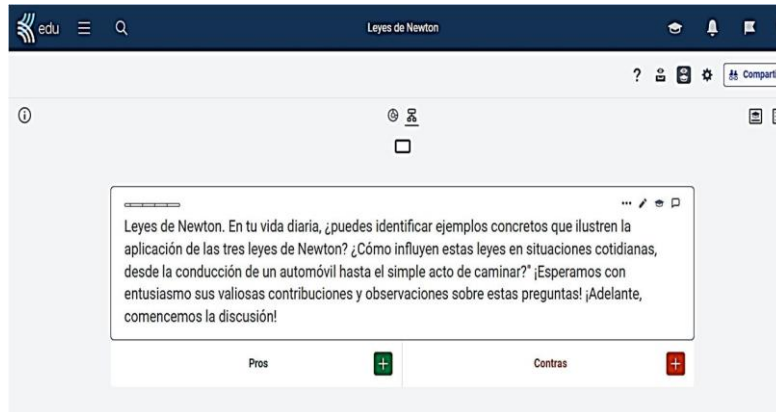 edu
Leyes de Newton
?
Comparti
Leyes de Newton. En tu vida diaria, ¿puedes identificar ejemplos concretos que ilustren la
aplicación de las tres leyes de Newton? ¿Cómo influyen estas leyes en situaciones cotidianas,
desde la conducción de un automóvil hasta el simple acto de caminar?" ¡Esperamos con
entusiasmo sus valiosas contribuciones y observaciones sobre estas preguntas! ¡Adelante,
comencemos la discusión!
Pros
Contras